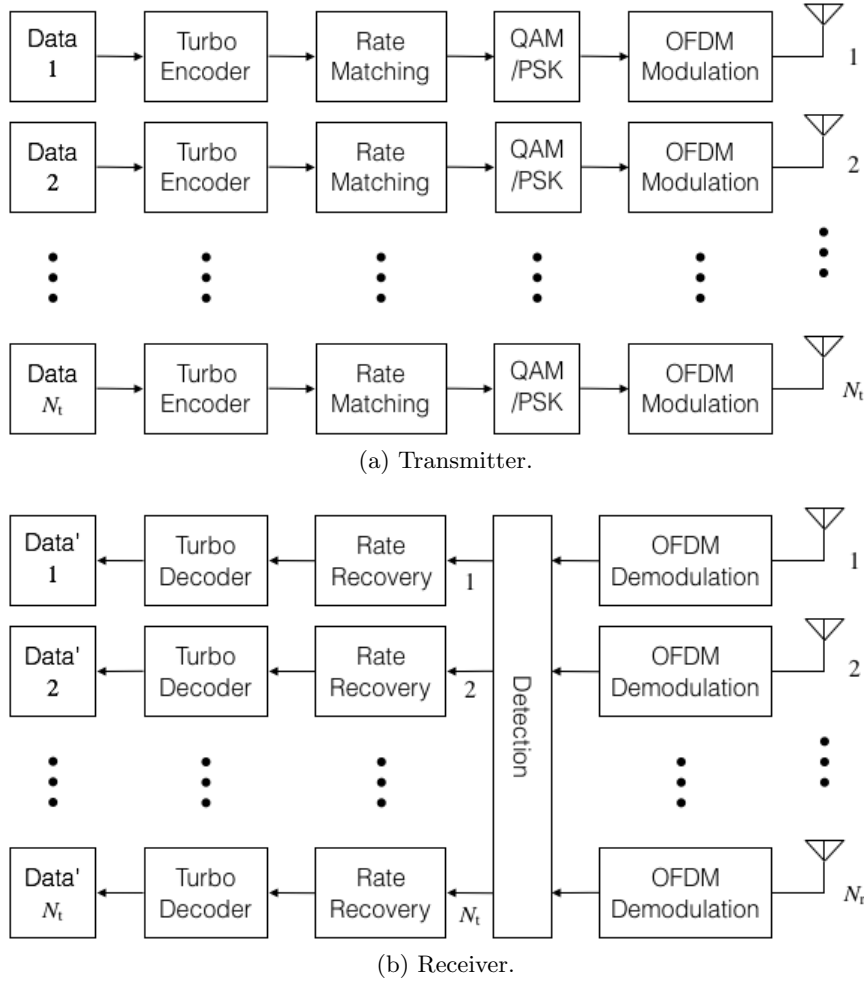 Data
1
Turbo
Encoder
Rate
Matching
QAM
/PSK
OFDM
Modulation
1
Data
2
Turbo
Encoder
Rate
Matching
QAM
/PSK
OFDM
Modulation
2
Data
Nt
Turbo
Encoder
Rate
Matching
QAM
/PSK
OFDM
Modulation
Nt
(a) Transmitter.
Data'
1
Turbo
Decoder
Rate
Recovery
1
Detection
OFDM
Demodulation
1
Data'
2
Turbo
Decoder
Rate
Recovery
2
OFDM
Demodulation
2
Data'
Nt
Turbo
Decoder
Rate
Recovery
Nt
OFDM
Demodulation
Nr
(b) Receiver.